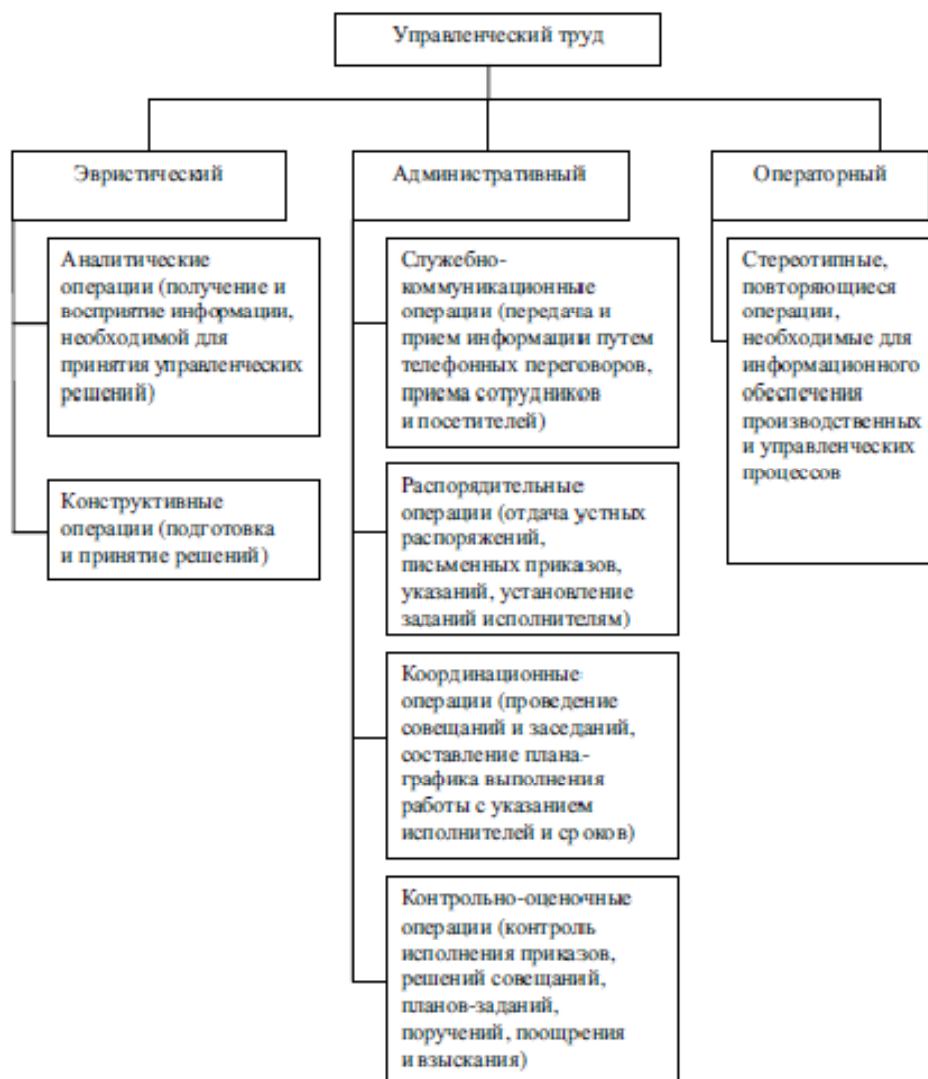 Управленческий труд
Эвристический
Административный
Операторный
Аналитические
операции (получение и
восприятие информации,
необходимой для
принятия управленческих
решений)
Конструктивные
операции (подготовка
и принятие решений)
Служебно-
коммуникационные
операции (передача и
прием информации путем
телефонных переговоров,
приема сотрудников
и посетителей)
Распорядительные
операции (отдача устных
распоряжений,
письменных приказов,
указаний, установление
заданий исполнителям)
Координационные
операции (проведение
совещаний и заседаний,
составление плана-
графика выполнения
работы с указанием
исполнителей и сроков)
Контрольно-оценочные
операции (контроль
исполнения приказов,
решений совещаний,
планов-заданий,
поручений, поощрения
и взыскания)
Стереотипные,
повторяющиеся
операции,
необходимые для
информационного
обеспечения
производственных
и управленческих
процессов